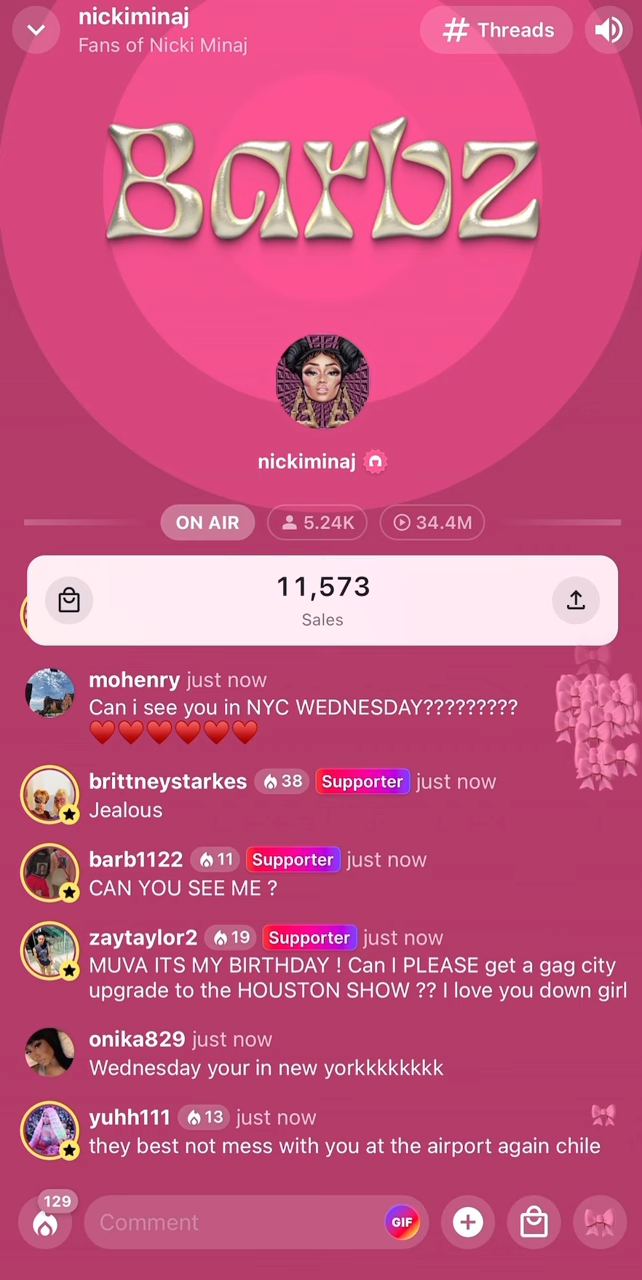 nickiminaj
Fans of Nicki Minaj
# Threads
Barbz
nickiminaj
ON AIR
5.24K
34.4M
11,573
Sales
mohenry just now
Can i see you in NYC WEDNESDAY?????????
❤️❤️❤️❤️❤️❤️
brittneystarkes 38 Supporter just now
Jealous
barb1122 11 Supporter just now
CAN YOU SEE ME ?
zaytaylor2 19 Supporter just now
MUVA ITS MY BIRTHDAY ! Can I PLEASE get a gag city
upgrade to the HOUSTON SHOW ?? I love you down girl
onika829 just now
Wednesday your in new yorkkkkkkkk
yuhh111 13 just now
they best not mess with you at the airport again chile
129
Comment
GIF